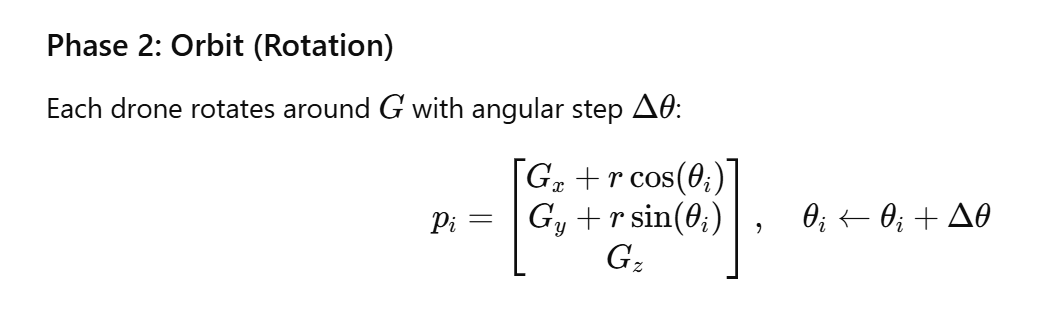 Phase 2: Orbit (Rotation)
Each drone rotates around G with angular step Δθ:
p_i = [G_x + r cos(θ_i)
G_y + r sin(θ_i)
G_z] , θ_i ← θ_i + Δθ